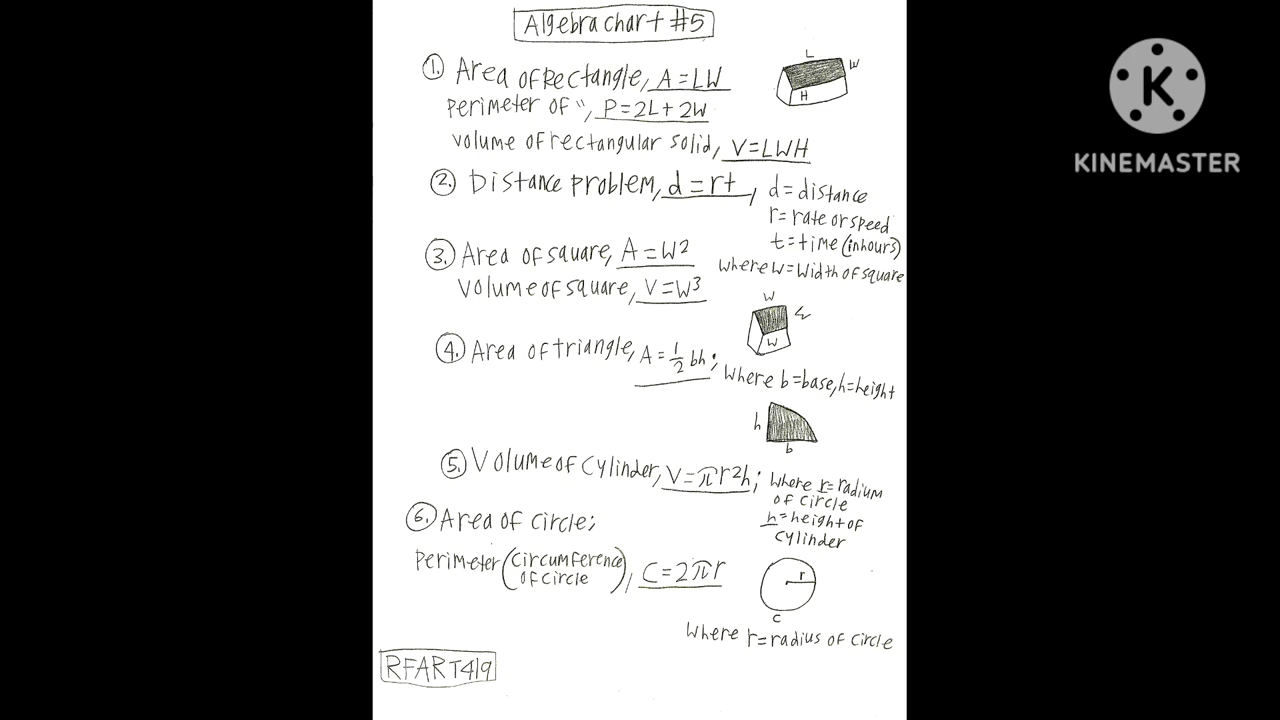 Algebra chart #5
1. Area of Rectangle, A = LW
L
W
H
Perimeter of ", P = 2L + 2W
Volume of rectangular solid, V = LWH
2. Distance problem, d = rt,
d = distance
r = rate or speed
t = time (in hours)
3. Area of square, A = W²
where w = width of square
Volume of square, V = W³
W
W
W
4. Area of triangle, A = 1/2 bh;
Where b = base, h = height
h
b
5. Volume of Cylinder, V = πr²h;
Where r = radium
of circle
h = height of
cylinder
6. Area of circle;
Perimeter (Circumference
of circle), C = 2πr
r
C
Where r = radius of circle
RFART419
K
KINEMASTER